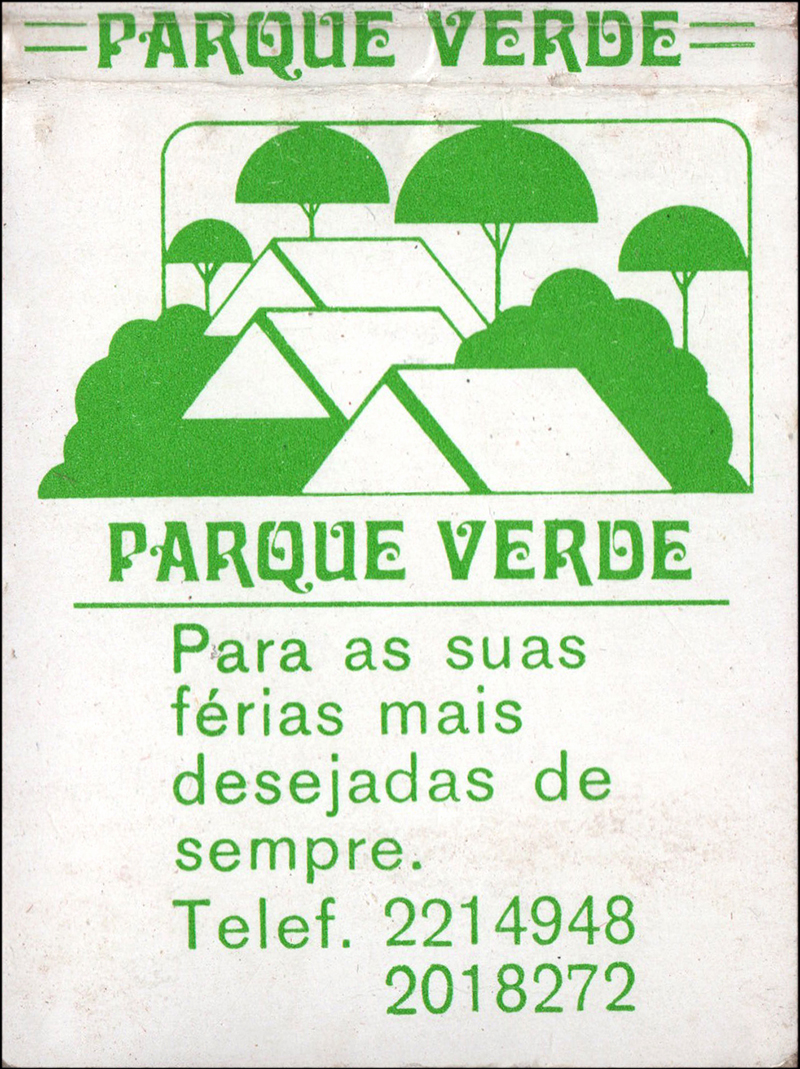 PARQUE VERDE
PARQUE VERDE
Para as suas
férias mais
desejadas de
sempre.
Telef. 2214948
2018272